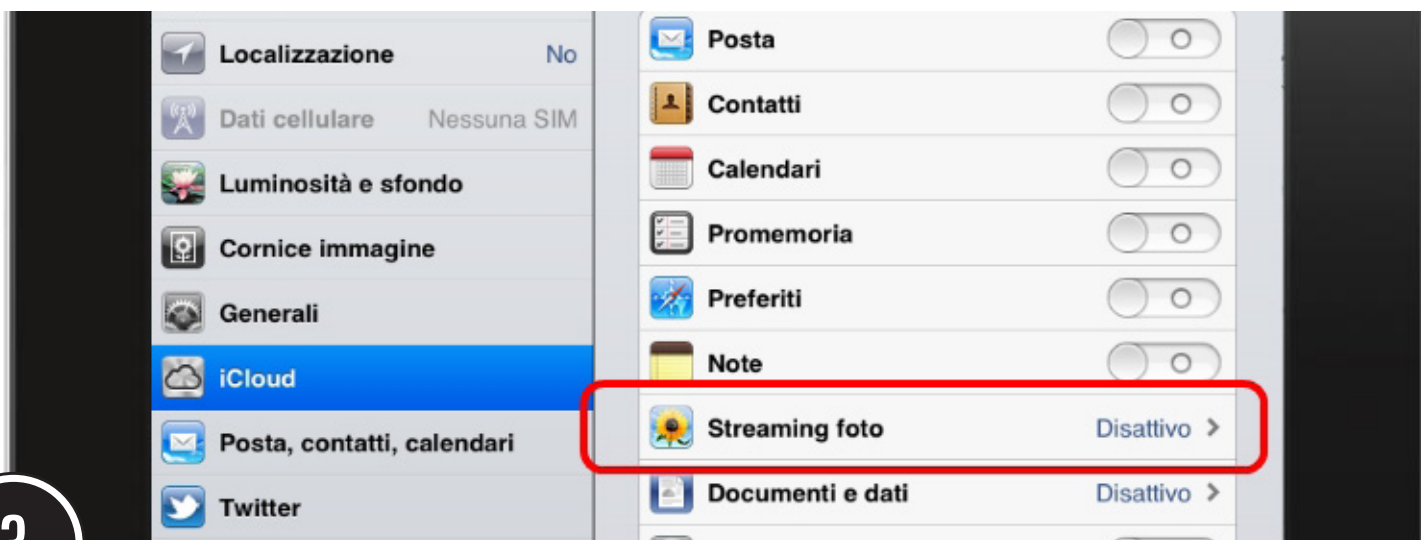 Localizzazione No
Dati cellulare Nessuna SIM
Luminosità e sfondo
Cornice immagine
Generali
iCloud
Posta, contatti, calendari
Twitter
Posta
Contatti
Calendari
Promemoria
Preferiti
Note
Streaming foto Disattivo
Documenti e dati Disattivo